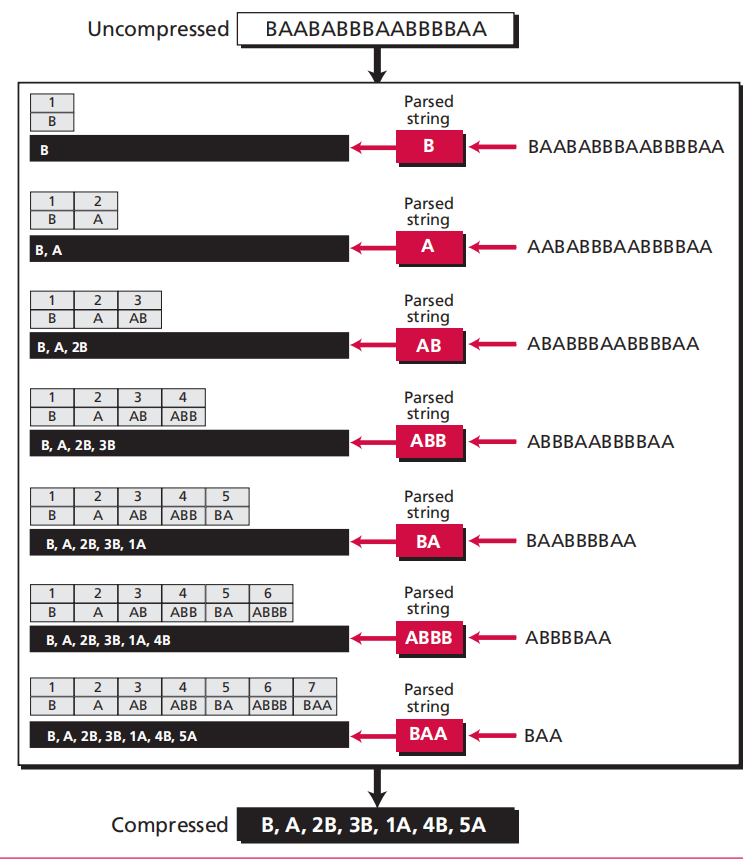 Uncompressed BAABABBBAABBBBAA
1 Parsed
B string
B B BAABABBBAABBBBAA
1 2 Parsed
B A string
B, A A AABABBBAABBBBAA
1 2 3 Parsed
B A AB string
B, A, 2B AB ABABBBAABBBBAA
1 2 3 4 Parsed
B A AB ABB string
B, A, 2B, 3B ABB ABBBAABBBBAA
1 2 3 4 5 Parsed
B A AB ABB BA string
B, A, 2B, 3B, 1A BA BAABBBBAA
1 2 3 4 5 6 Parsed
B A AB ABB BA ABBB string
B, A, 2B, 3B, 1A, 4B ABBB ABBBBAA
1 2 3 4 5 6 7 Parsed
B A AB ABB BA ABBB BAA string
B, A, 2B, 3B, 1A, 4B, 5A BAA BAA
Compressed B, A, 2B, 3B, 1A, 4B, 5A